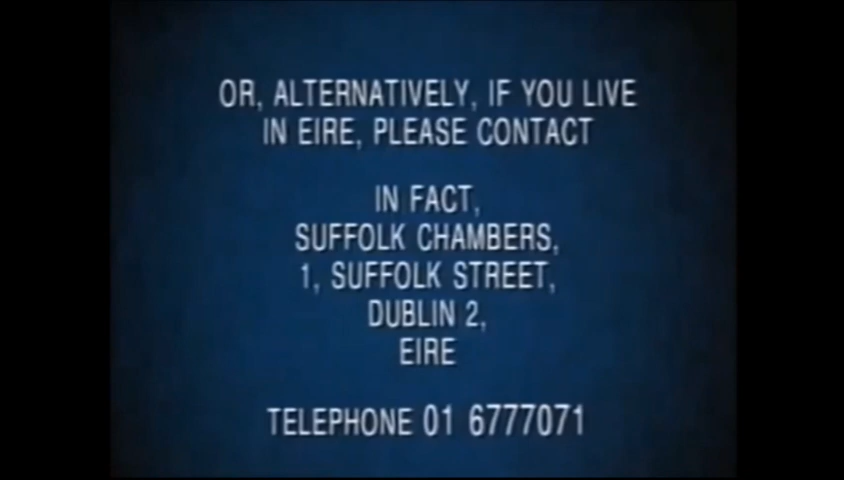 OR, ALTERNATIVELY, IF YOU LIVE
IN EIRE, PLEASE CONTACT
IN FACT,
SUFFOLK CHAMBERS,
1, SUFFOLK STREET,
DUBLIN 2,
EIRE
TELEPHONE 01 6777071